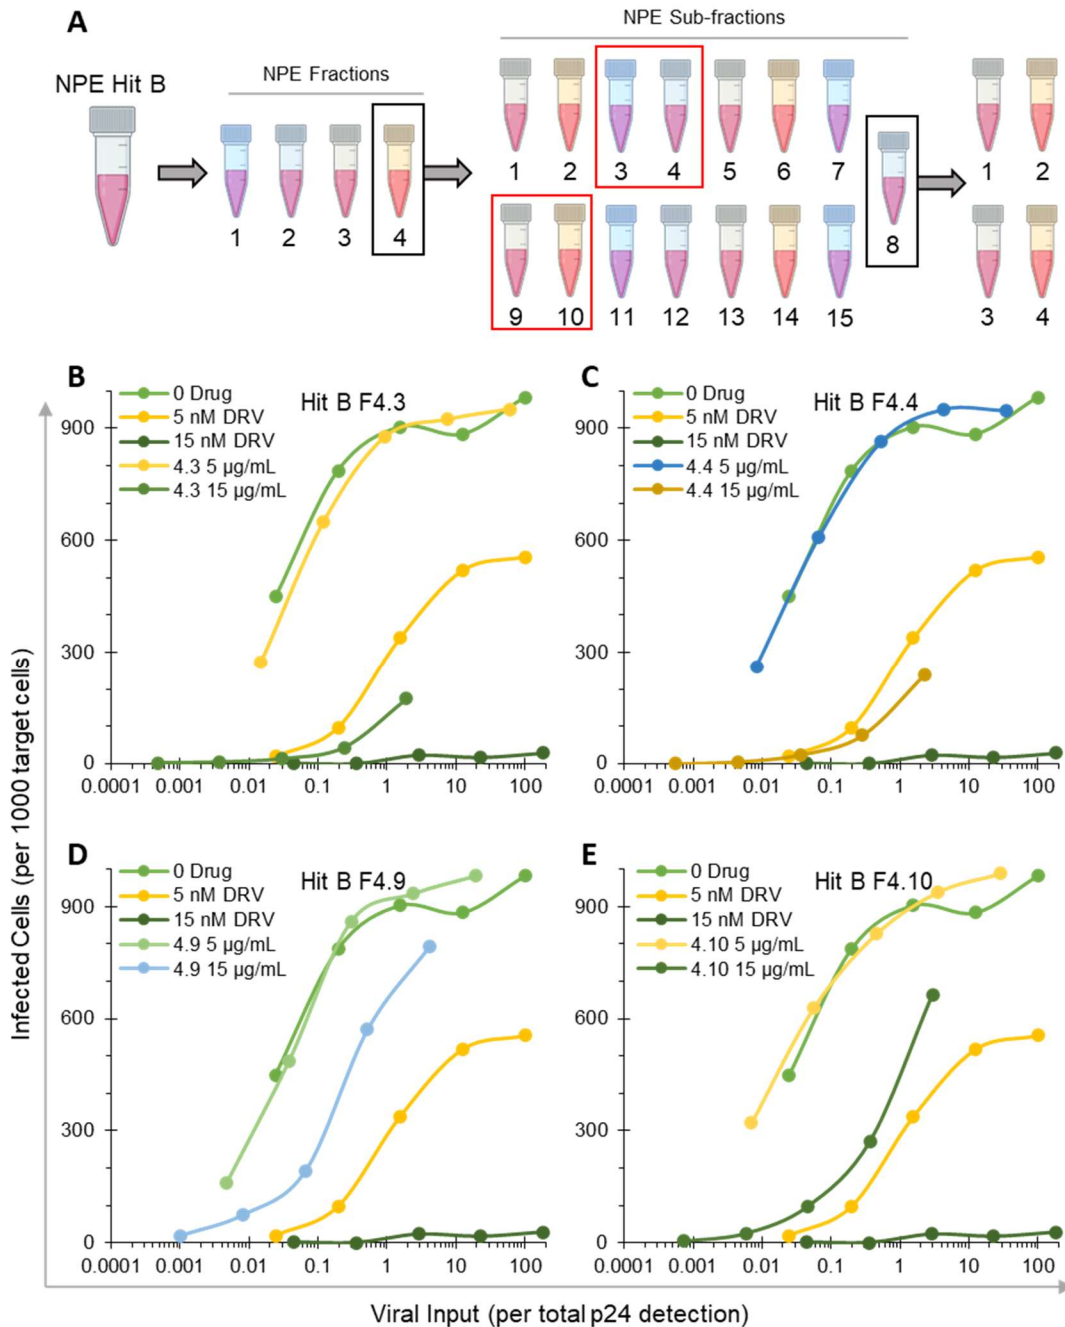 A
NPE Sub-fractions
NPE Hit B
NPE Fractions
1 2 3 4
1 2 3 4 5 6 7
8
9 10 11 12 13 14 15
1 2
3 4
Infected Cells (per 1000 target cells)
B
Hit B F4.3
0 Drug
5 nM DRV
15 nM DRV
4.3 5 µg/mL
4.3 15 µg/mL
900
600
300
0
0.0001 0.001 0.01 0.1 1 10 100
C
Hit B F4.4
0 Drug
5 nM DRV
15 nM DRV
4.4 5 µg/mL
4.4 15 µg/mL
900
600
300
0
0.0001 0.001 0.01 0.1 1 10 100
D
Hit B F4.9
0 Drug
5 nM DRV
15 nM DRV
4.9 5 µg/mL
4.9 15 µg/mL
900
600
300
0
0.0001 0.001 0.01 0.1 1 10 100
E
Hit B F4.10
0 Drug
5 nM DRV
15 nM DRV
4.10 5 µg/mL
4.10 15 µg/mL
900
600
300
0
0.0001 0.001 0.01 0.1 1 10 100
Viral Input (per total p24 detection)